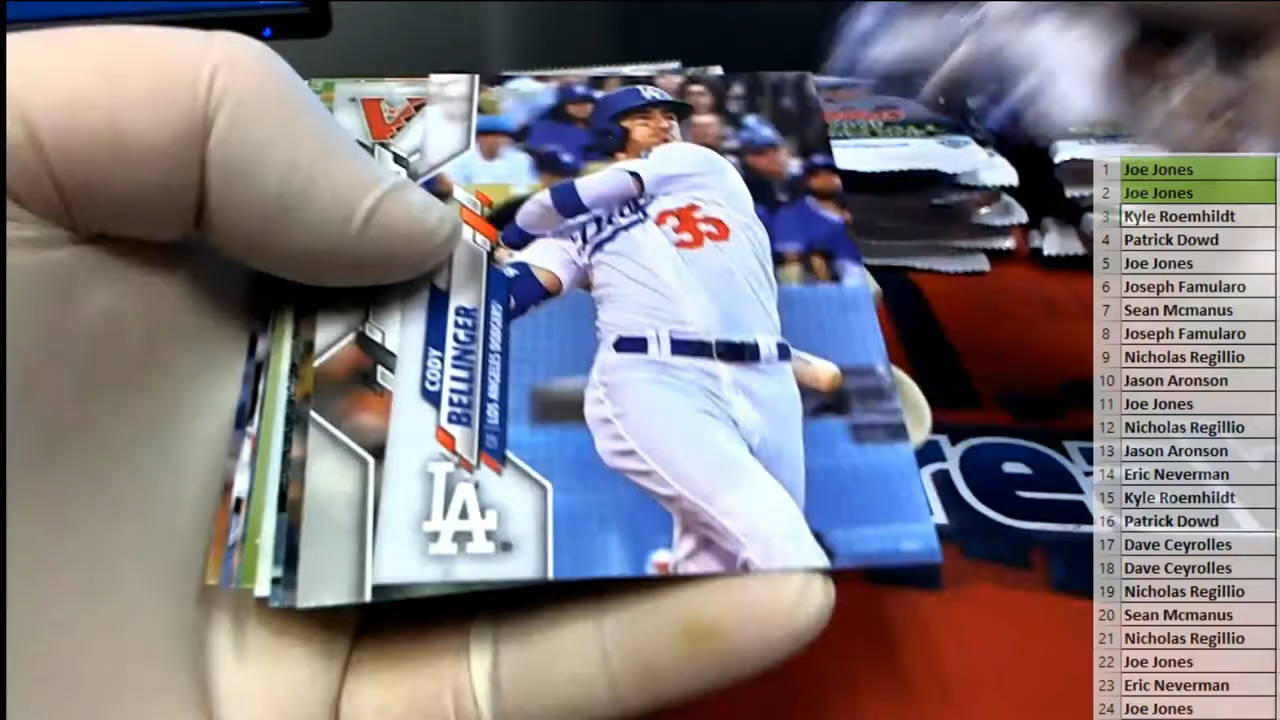 CODY
BELLINGER
CF | LOS ANGELES DODGERS
LA
35
re
1 Joe Jones
2 Joe Jones
3 Kyle Roemhildt
4 Patrick Dowd
5 Joe Jones
6 Joseph Famularo
7 Sean Mcmanus
8 Joseph Famularo
9 Nicholas Regillio
10 Jason Aronson
11 Joe Jones
12 Nicholas Regillio
13 Jason Aronson
14 Eric Neverman
15 Kyle Roemhildt
16 Patrick Dowd
17 Dave Ceyrolles
18 Dave Ceyrolles
19 Nicholas Regillio
20 Sean Mcmanus
21 Nicholas Regillio
22 Joe Jones
23 Eric Neverman
24 Joe Jones